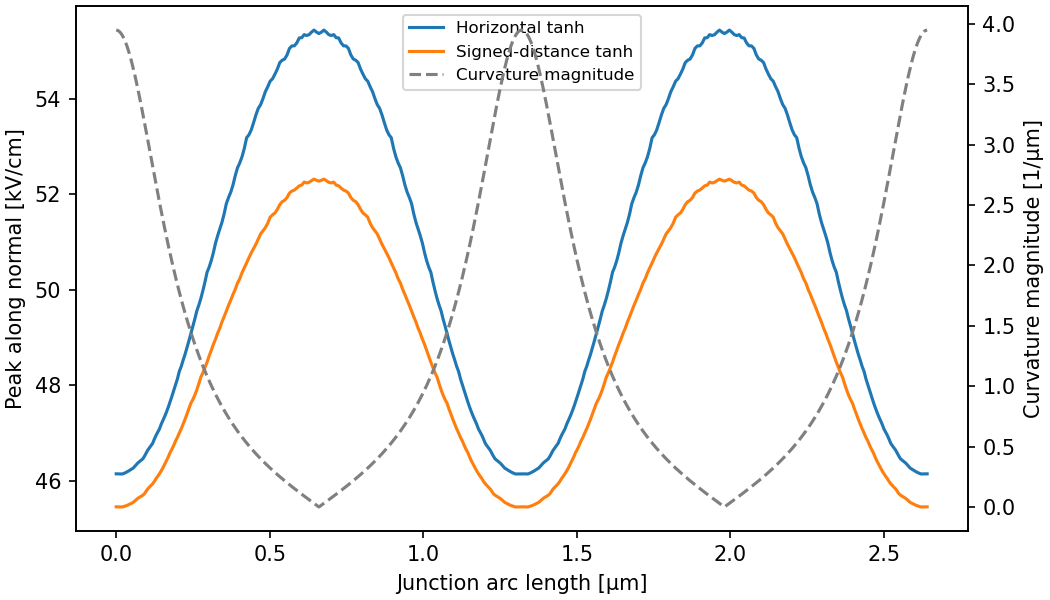 Horizontal tanh
Signed-distance tanh
Curvature magnitude
Peak along normal [kV/cm]
54
52
50
48
46
4.0
3.5
3.0
2.5
2.0
1.5
1.0
0.5
0.0
Curvature magnitude [1/µm]
0.0 0.5 1.0 1.5 2.0 2.5
Junction arc length [µm]